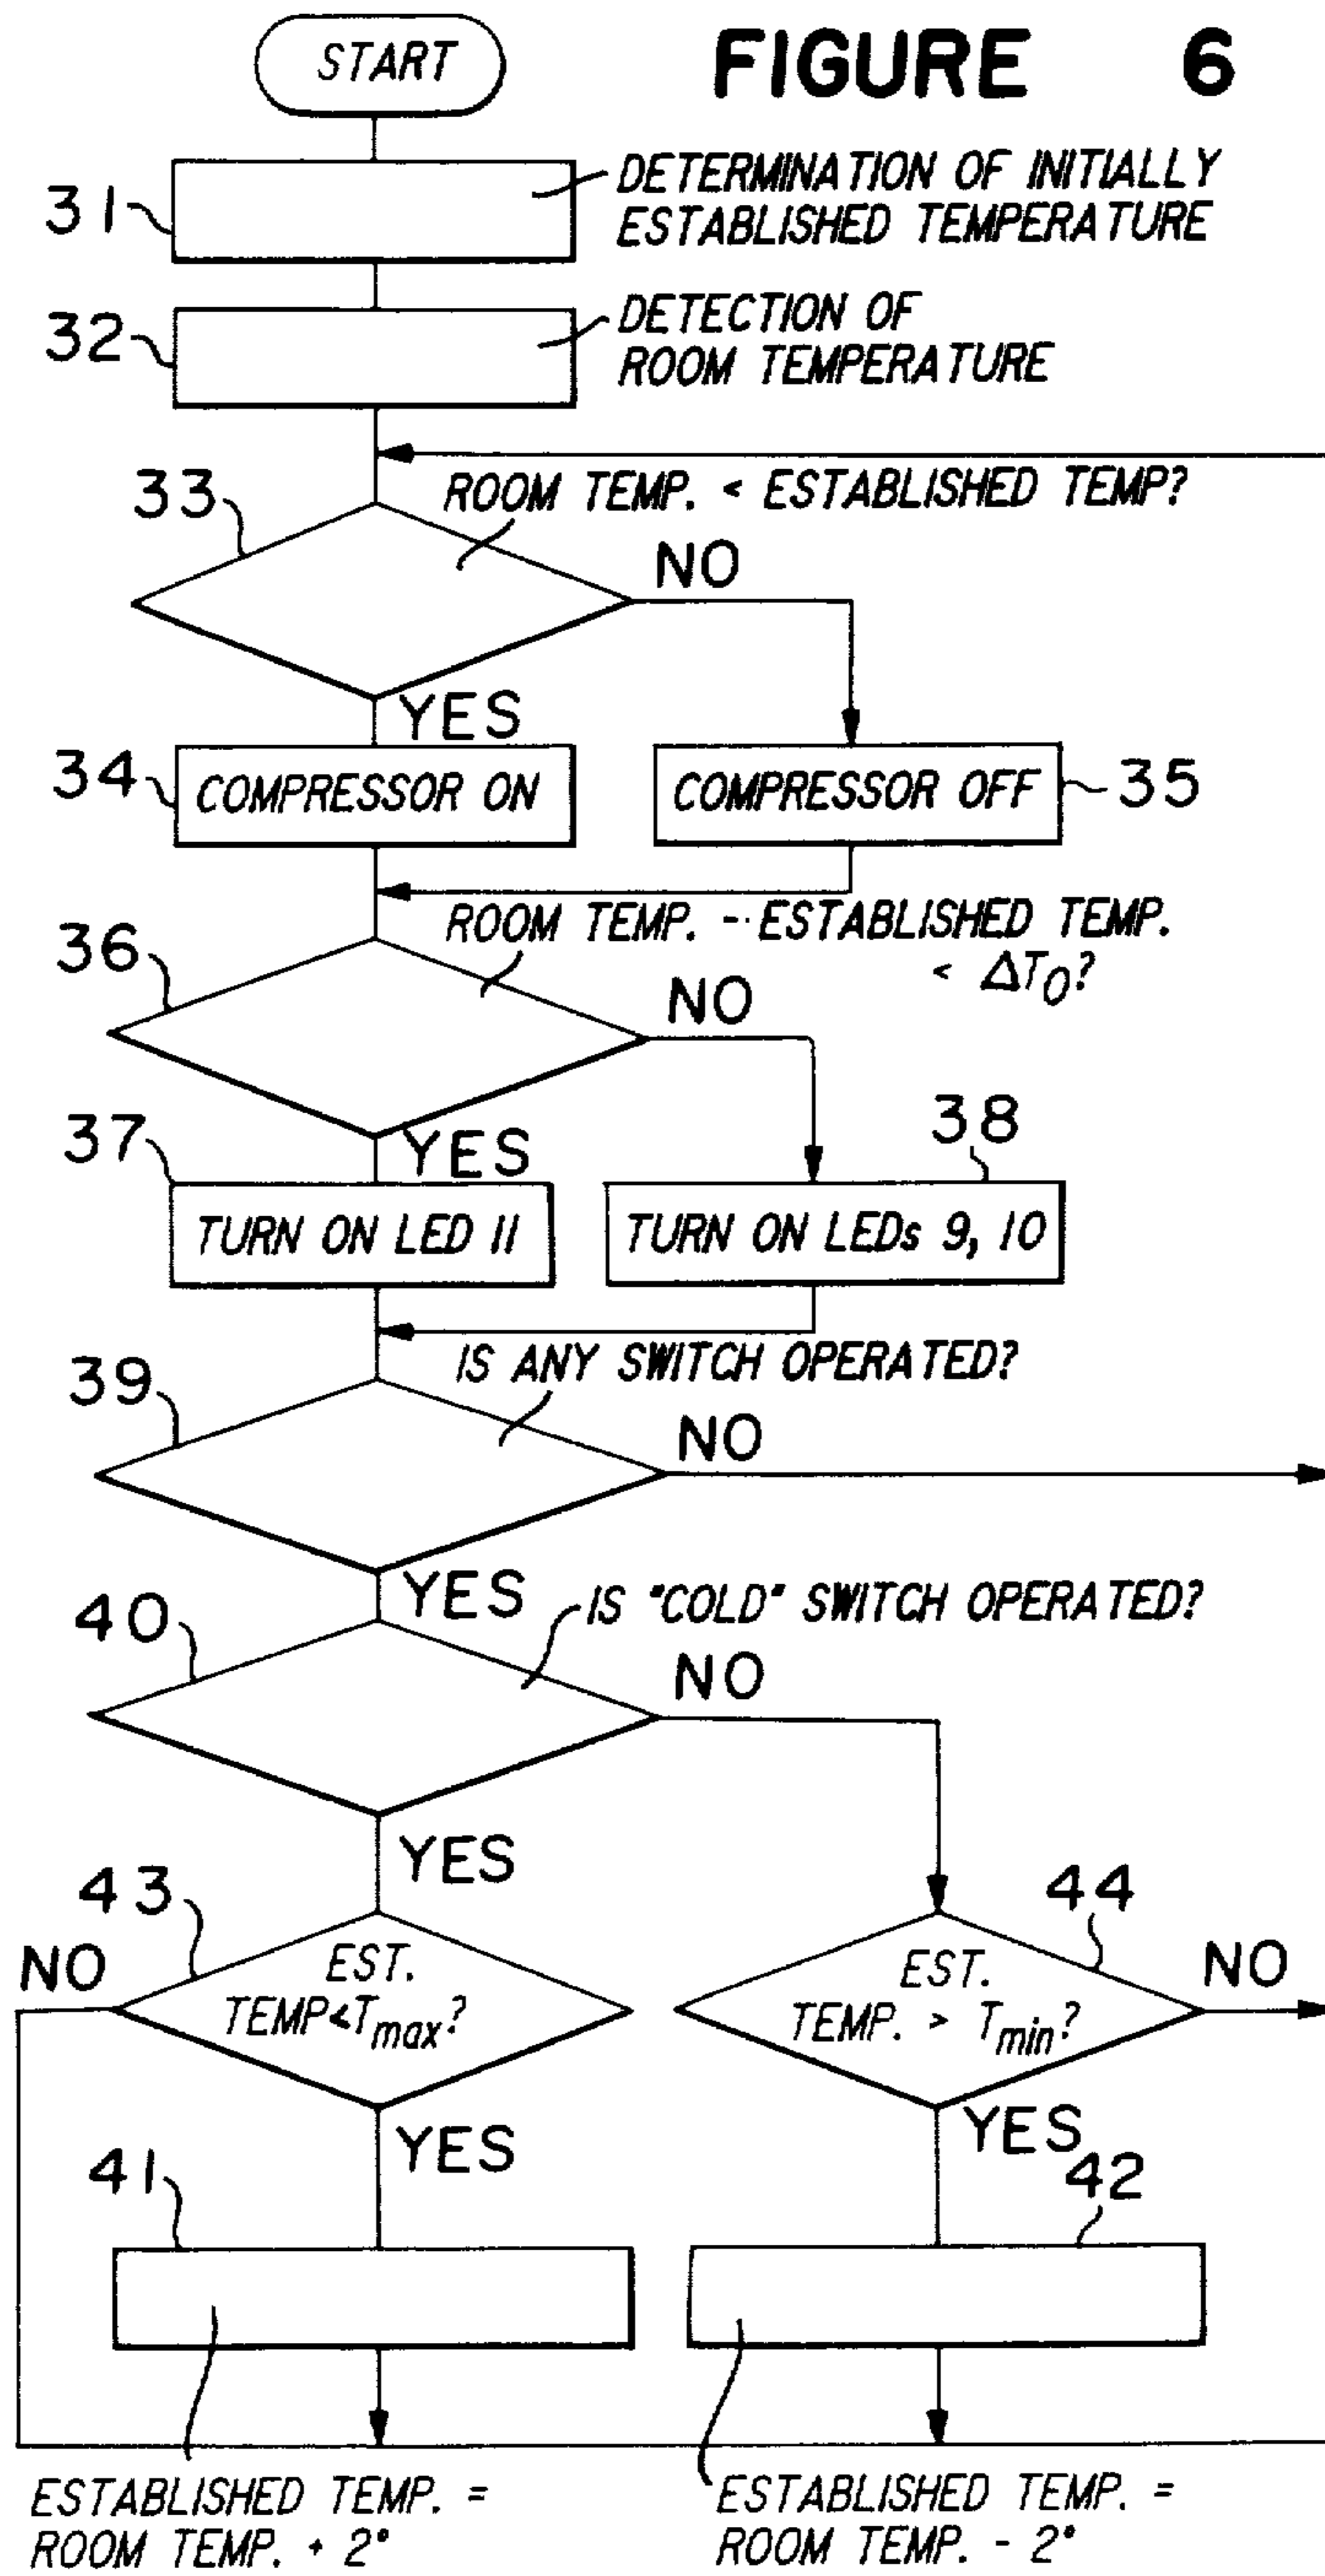 START
FIGURE 6
31
DETERMINATION OF INITIALLY
ESTABLISHED TEMPERATURE
32
DETECTION OF
ROOM TEMPERATURE
33
ROOM TEMP. < ESTABLISHED TEMP?
NO
YES
34
COMPRESSOR ON
COMPRESSOR OFF
35
36
ROOM TEMP. - ESTABLISHED TEMP.
< ΔT₀?
NO
YES
37
38
TURN ON LED 11
TURN ON LEDs 9, 10
39
IS ANY SWITCH OPERATED?
NO
YES
40
IS "COLD" SWITCH OPERATED?
NO
YES
43
44
NO
EST.
TEMP<Tmax?
EST.
TEMP. > Tmin?
NO
YES
YES
41
42
ESTABLISHED TEMP. =
ROOM TEMP. + 2°
ESTABLISHED TEMP. =
ROOM TEMP. - 2°